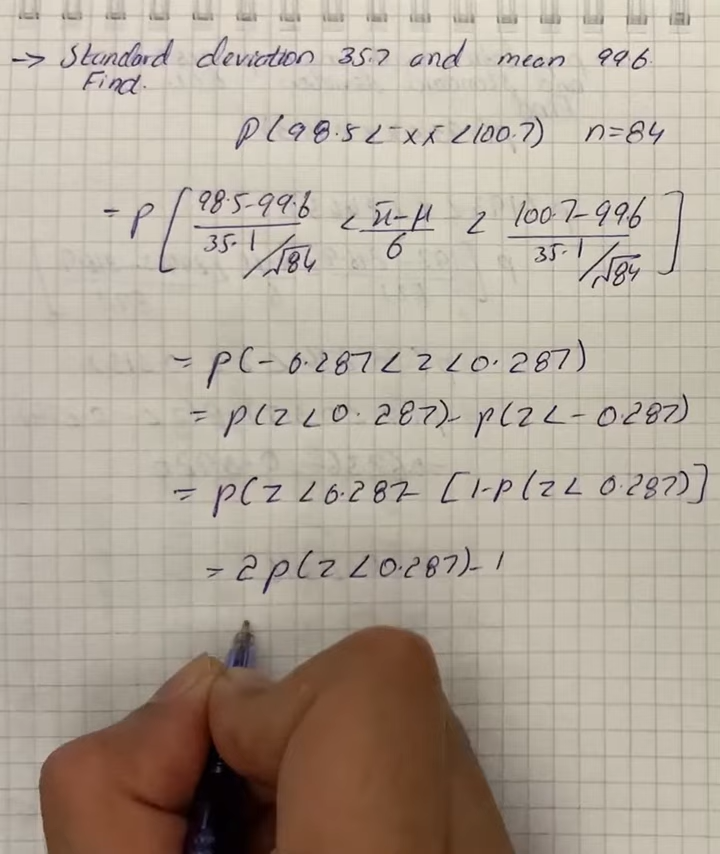 → Standard deviation 35.7 and mean 99.6.
Find.
P(98.5 < x̄ < 100.7) n=84
= P[ (98.5-99.6)/(35.1/√84) < (x̄-μ)/6 < (100.7-99.6)/(35.1/√84) ]
= P(-0.287 < z < 0.287)
= P(z < 0.287) - P(z < -0.287)
= P(z < 0.287 - [1-P(z < 0.287)]
= 2P(z < 0.287) - 1